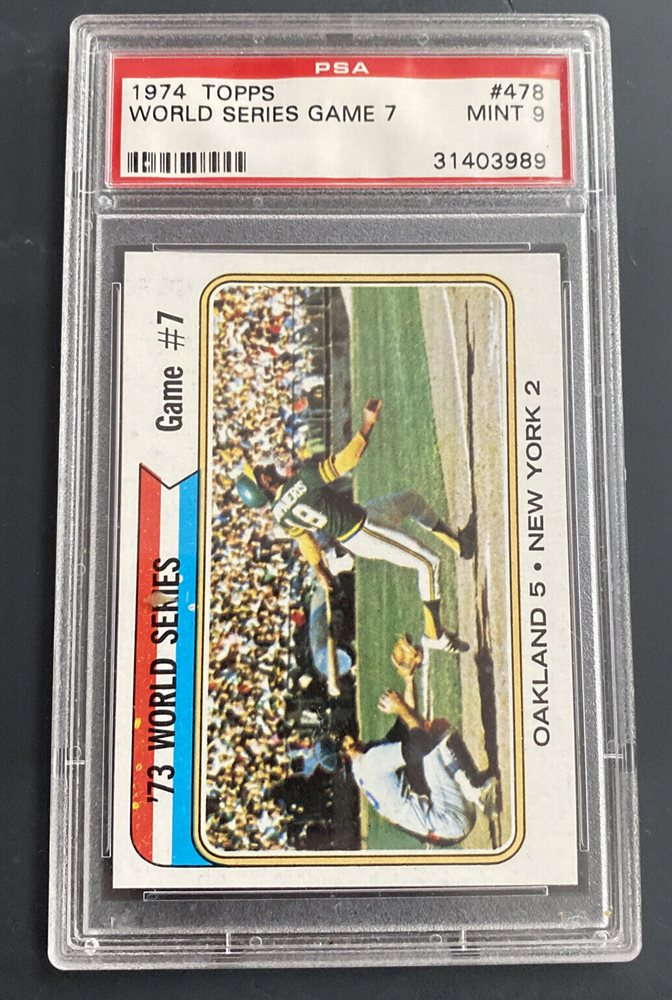 PSA
1974 TOPPS #478
WORLD SERIES GAME 7 MINT 9
31403989
'73 WORLD SERIES Game #7
18
OAKLAND 5 • NEW YORK 2